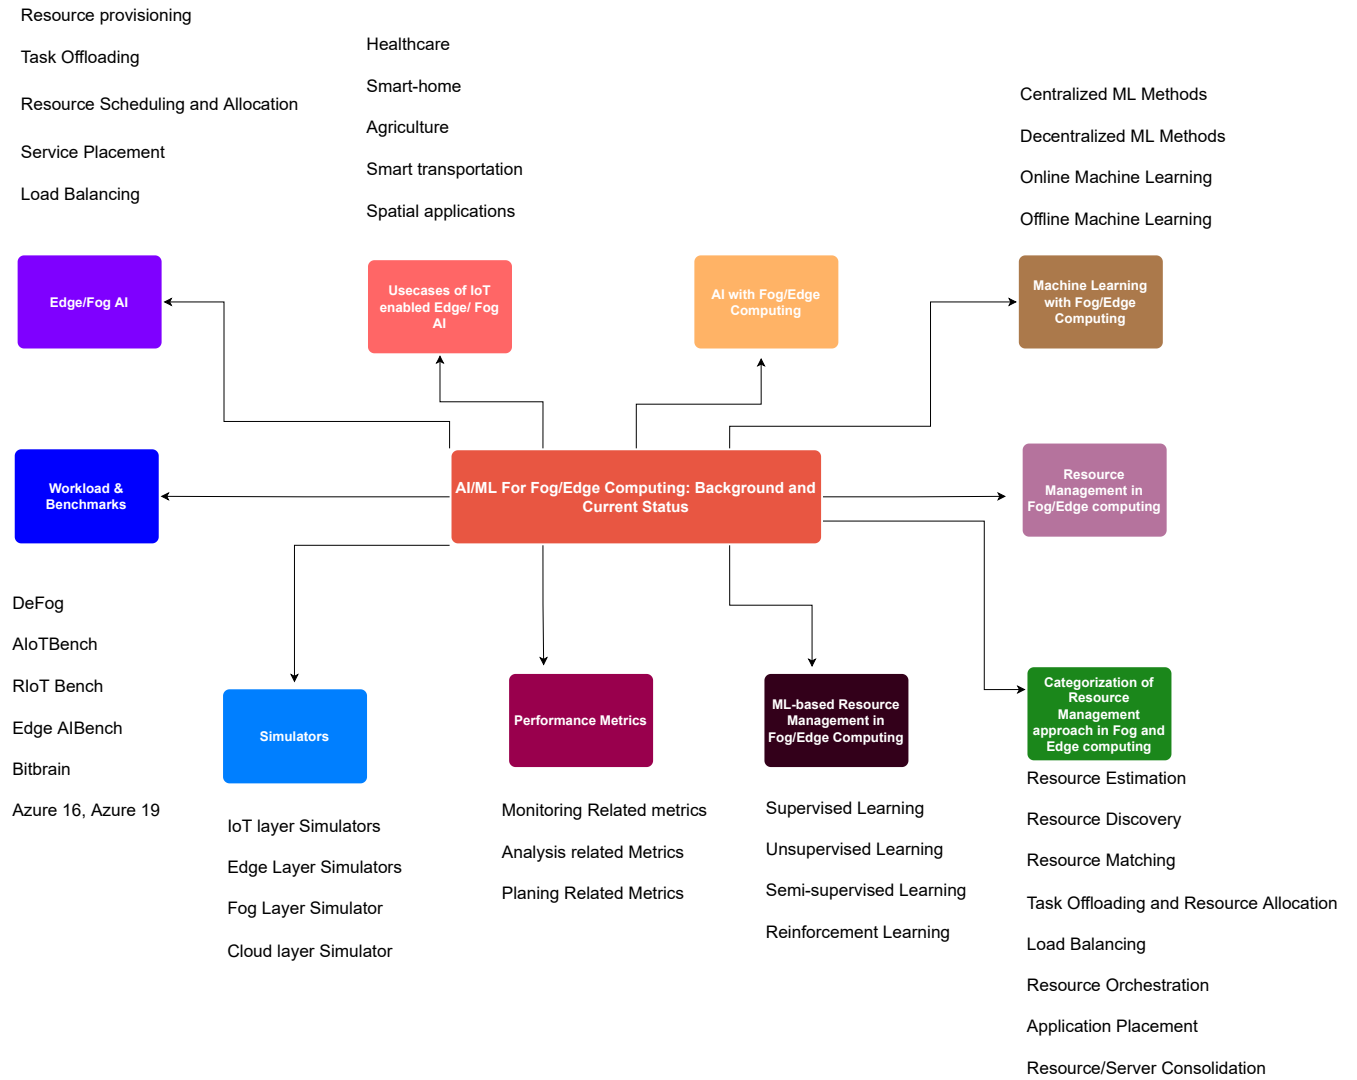 Resource provisioning
Task Offloading
Resource Scheduling and Allocation
Service Placement
Load Balancing
Healthcare
Smart-home
Agriculture
Smart transportation
Spatial applications
Centralized ML Methods
Decentralized ML Methods
Online Machine Learning
Offline Machine Learning
Edge/Fog AI
Usecases of IoT
enabled Edge/ Fog
AI
AI with Fog/Edge
Computing
Machine Learning
with Fog/Edge
Computing
Workload &
Benchmarks
AI/ML For Fog/Edge Computing: Background and
Current Status
Resource
Management in
Fog/Edge computing
DeFog
AIoTBench
RIoT Bench
Edge AIBench
Bitbrain
Azure 16, Azure 19
Simulators
IoT layer Simulators
Edge Layer Simulators
Fog Layer Simulator
Cloud layer Simulator
Performance Metrics
Monitoring Related metrics
Analysis related Metrics
Planing Related Metrics
ML-based Resource
Management in
Fog/Edge Computing
Supervised Learning
Unsupervised Learning
Semi-supervised Learning
Reinforcement Learning
Categorization of
Resource
Management
approach in Fog and
Edge computing
Resource Estimation
Resource Discovery
Resource Matching
Task Offloading and Resource Allocation
Load Balancing
Resource Orchestration
Application Placement
Resource/Server Consolidation